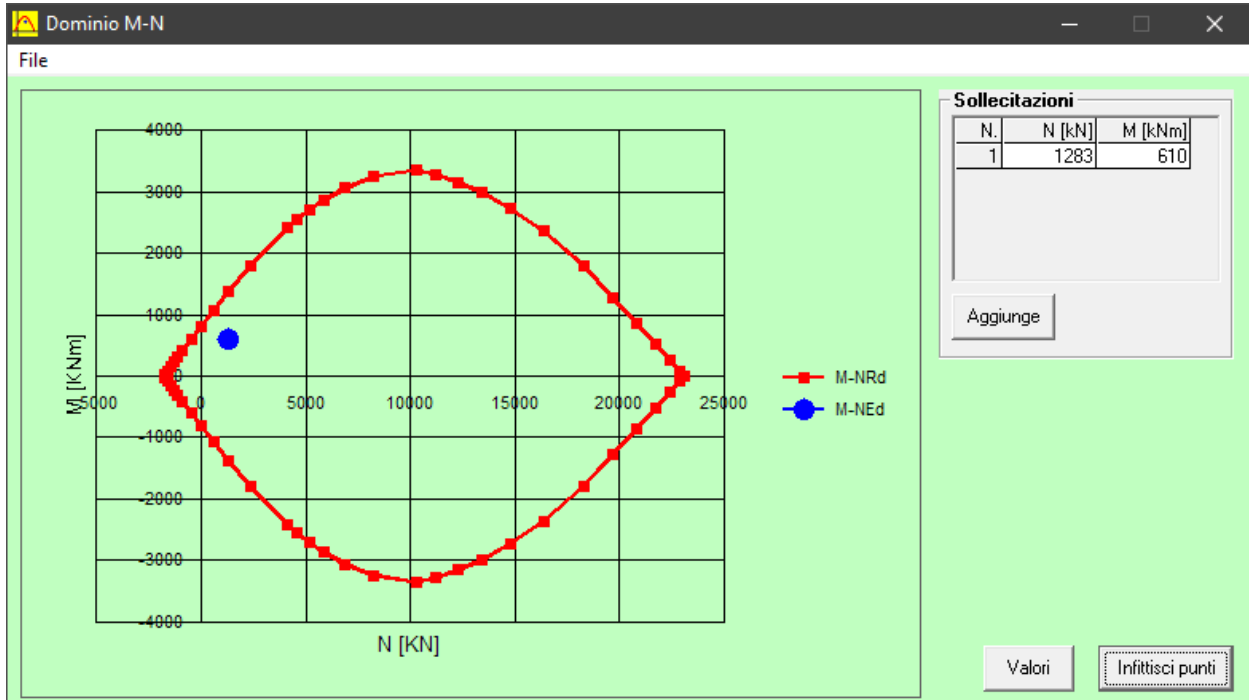 Dominio M-N
File
4000
3000
2000
1000
0
-1000
-2000
-3000
-4000
M [KNm]
-5000
0
5000
10000
15000
20000
25000
N [KN]
M-NRd
M-NEd
Sollecitazioni
N. N [kN] M [kNm]
1 1283 610
Aggiunge
Valori
Infittisci punti